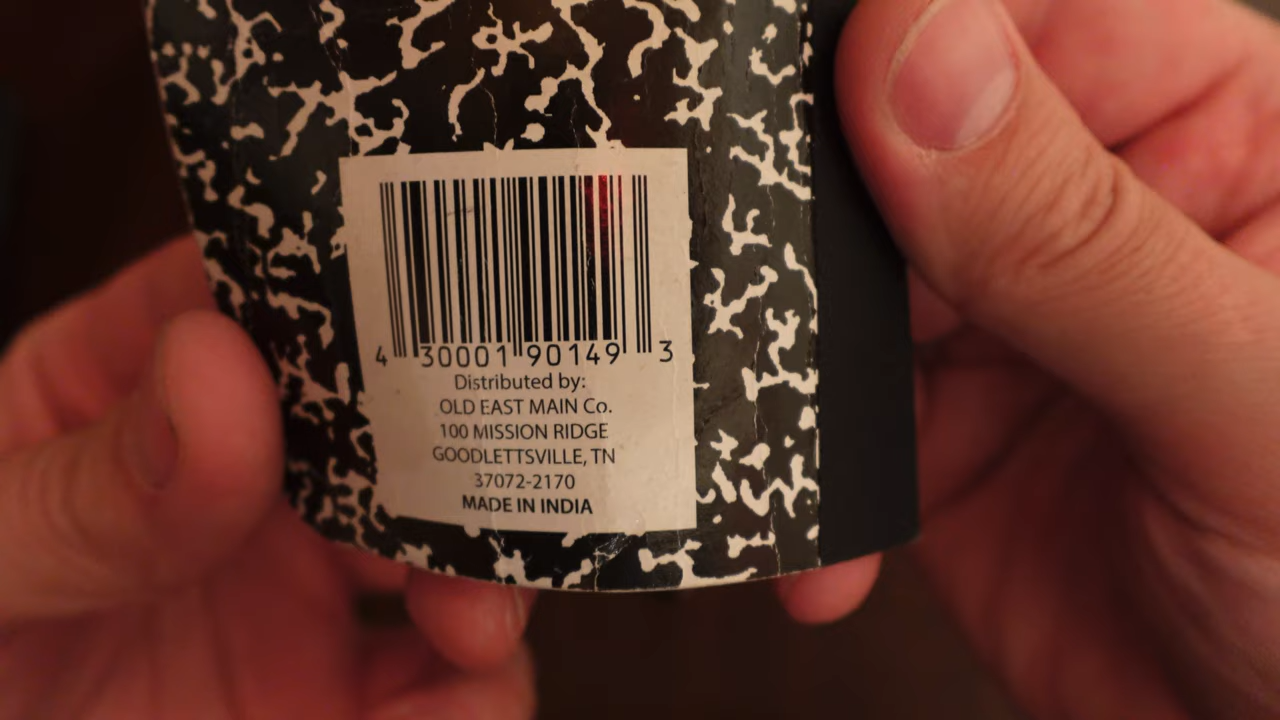 4 30001 90149 3
Distributed by:
OLD EAST MAIN Co.
100 MISSION RIDGE
GOODLETTSVILLE, TN
37072-2170
MADE IN INDIA